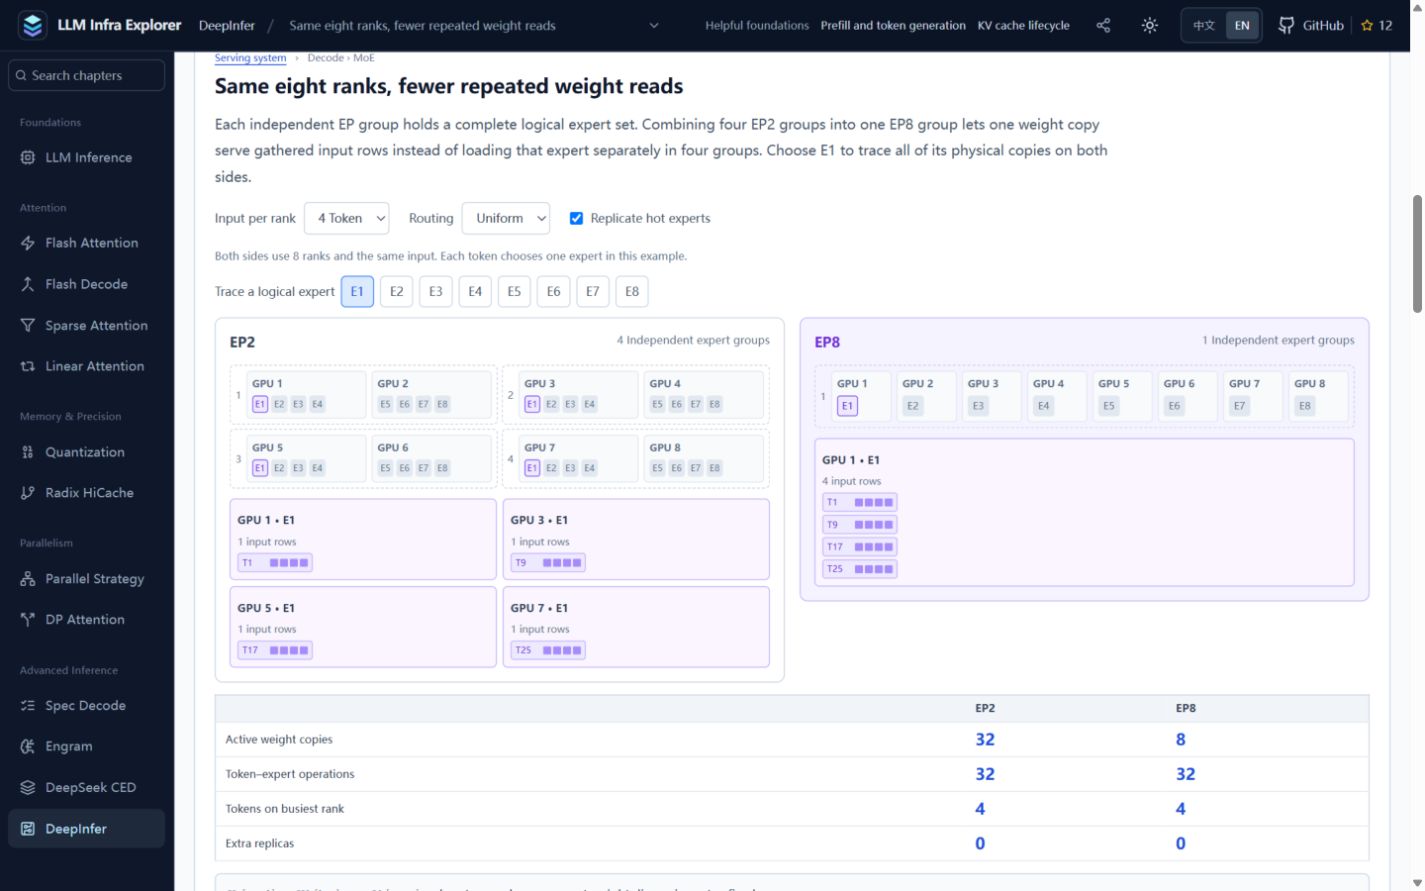 LLM Infra Explorer
DeepInfer / Same eight ranks, fewer repeated weight reads
Helpful foundations Prefill and token generation KV cache lifecycle
中文 EN GitHub 12
Search chapters
Foundations
LLM Inference
Attention
Flash Attention
Flash Decode
Sparse Attention
Linear Attention
Memory & Precision
Quantization
Radix HiCache
Parallelism
Parallel Strategy
DP Attention
Advanced Inference
Spec Decode
Engram
DeepSeek CED
DeepInfer
Serving system › Decode › MoE
Same eight ranks, fewer repeated weight reads
Each independent EP group holds a complete logical expert set. Combining four EP2 groups into one EP8 group lets one weight copy
serve gathered input rows instead of loading that expert separately in four groups. Choose E1 to trace all of its physical copies on both
sides.
Input per rank 4 Token Routing Uniform Replicate hot experts
Both sides use 8 ranks and the same input. Each token chooses one expert in this example.
Trace a logical expert E1 E2 E3 E4 E5 E6 E7 E8
EP2 4 Independent expert groups
1
GPU 1
E1 E2 E3 E4
GPU 2
E5 E6 E7 E8
2
GPU 3
E1 E2 E3 E4
GPU 4
E5 E6 E7 E8
3
GPU 5
E1 E2 E3 E4
GPU 6
E5 E6 E7 E8
4
GPU 7
E1 E2 E3 E4
GPU 8
E5 E6 E7 E8
GPU 1 • E1
1 input rows
T1
GPU 3 • E1
1 input rows
T9
GPU 5 • E1
1 input rows
T17
GPU 7 • E1
1 input rows
T25
EP8 1 Independent expert groups
1
GPU 1
E1
GPU 2
E2
GPU 3
E3
GPU 4
E4
GPU 5
E5
GPU 6
E6
GPU 7
E7
GPU 8
E8
GPU 1 • E1
4 input rows
T1
T9
T17
T25
EP2 EP8
Active weight copies 32 8
Token–expert operations 32 32
Tokens on busiest rank 4 4
Extra replicas 0 0